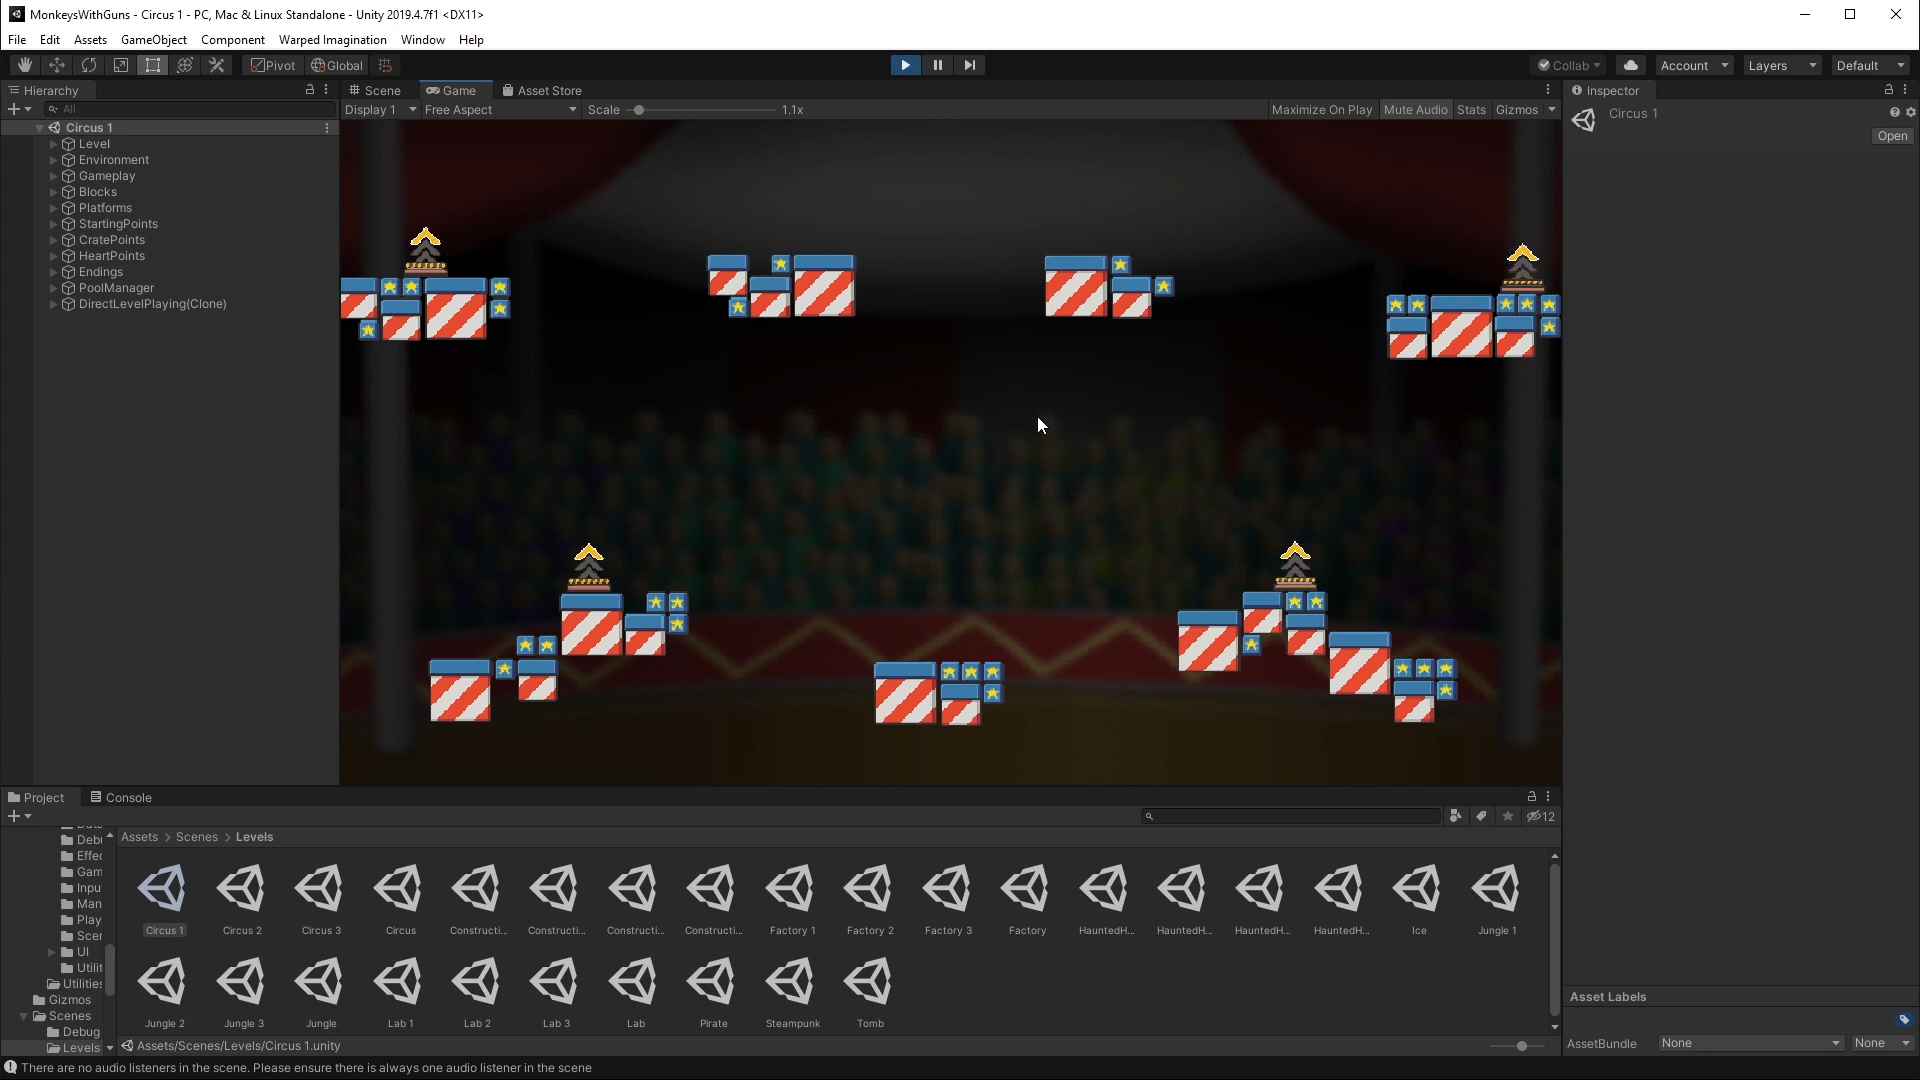 MonkeysWithGuns - Circus 1 - PC, Mac & Linux Standalone - Unity 2019.4.7f1 <DX11>
File Edit Assets GameObject Component Warped Imagination Window Help
Pivot Global Collab Account Layers Default
Hierarchy Scene Game Asset Store Inspector
All Display 1 Free Aspect Scale 1.1x Maximize On Play Mute Audio Stats Gizmos
Circus 1
Open
Circus 1
Level
Environment
Gameplay
Blocks
Platforms
StartingPoints
CratePoints
HeartPoints
Endings
PoolManager
DirectLevelPlaying(Clone)
Project Console
12
Debu
Effec
Gam
Inpu
Man
Play
Scer
UI
Utilit
Utilities
Gizmos
Scenes
Debug
Levels
Assets > Scenes > Levels
Circus 1 Circus 2 Circus 3 Circus Constructi... Constructi... Constructi... Constructi... Factory 1 Factory 2 Factory 3 Factory HauntedH... HauntedH... HauntedH... HauntedH... Ice Jungle 1
Jungle 2 Jungle 3 Jungle Lab 1 Lab 2 Lab 3 Lab Pirate Steampunk Tomb
Assets/Scenes/Levels/Circus 1.unity
Asset Labels
AssetBundle None None
There are no audio listeners in the scene. Please ensure there is always one audio listener in the scene